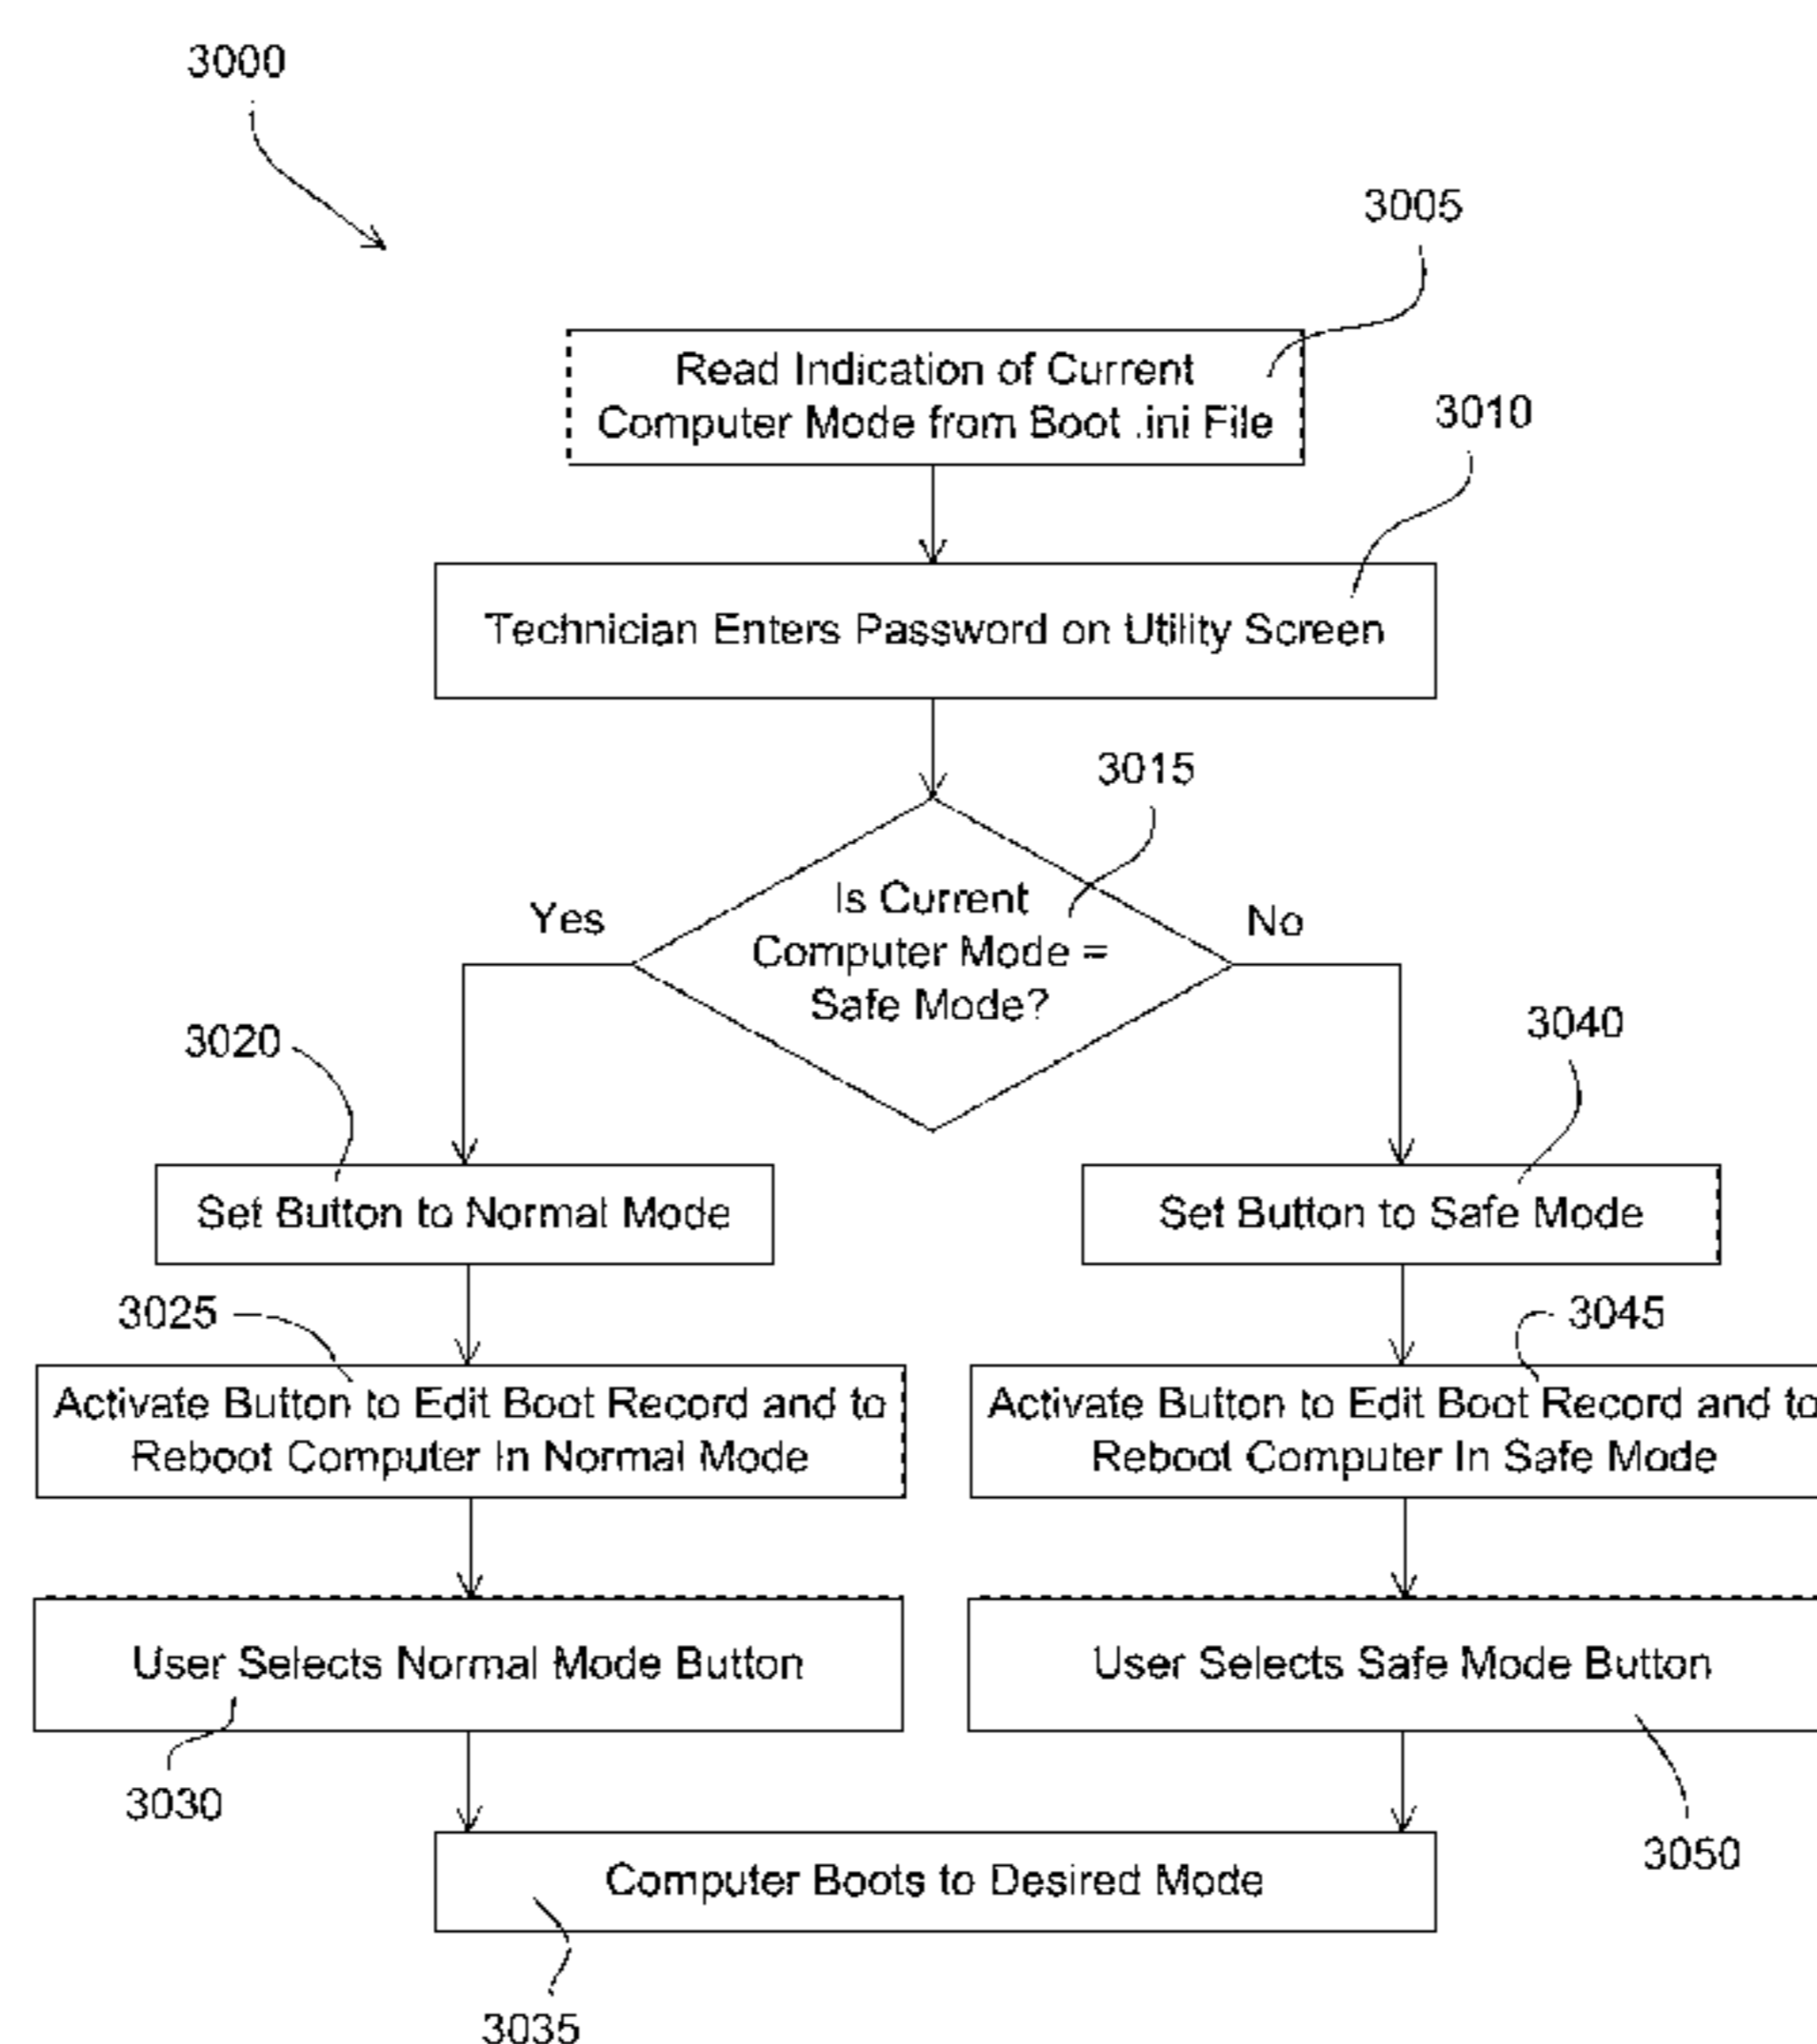 3000
3005
Read Indication of Current
Computer Mode from Boot .ini File
3010
Technician Enters Password on Utility Screen
3015
Is Current
Computer Mode =
Safe Mode?
Yes
No
3020
3040
Set Button to Normal Mode
Set Button to Safe Mode
3025
3045
Activate Button to Edit Boot Record and to
Reboot Computer In Normal Mode
Activate Button to Edit Boot Record and to
Reboot Computer In Safe Mode
User Selects Normal Mode Button
User Selects Safe Mode Button
3030
3050
Computer Boots to Desired Mode
3035